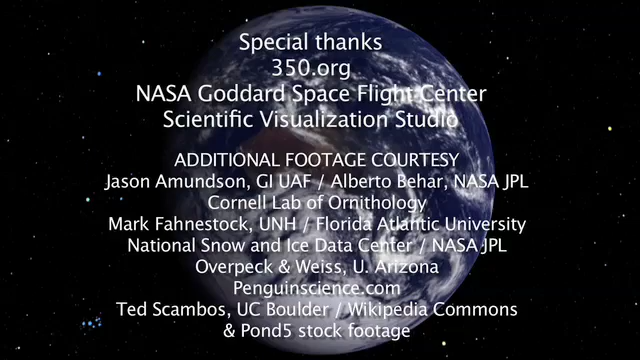 Special thanks
350.org
NASA Goddard Space Flight Center
Scientific Visualization Studio
ADDITIONAL FOOTAGE COURTESY
Jason Amundson, GI UAF / Alberto Behar, NASA JPL
Cornell Lab of Ornithology
Mark Fahnestock, UNH / Florida Atlantic University
National Snow and Ice Data Center / NASA JPL
Overpeck & Weiss, U. Arizona
Penguinscience.com
Ted Scambos, UC Boulder / Wikipedia Commons
& Pond5 stock footage